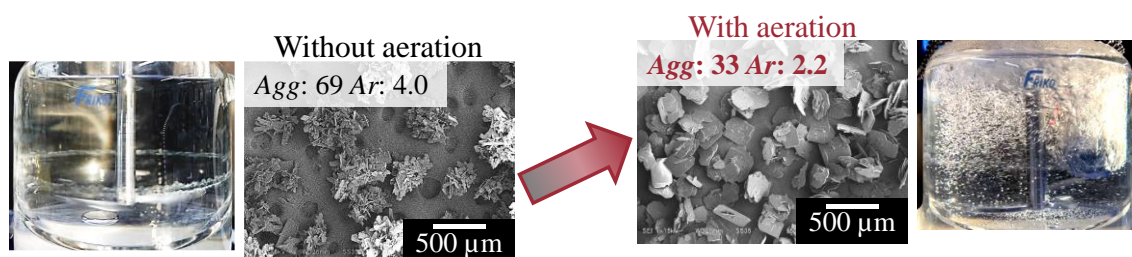 Without aeration
Agg: 69 Ar: 4.0
500 µm
With aeration
Agg: 33 Ar: 2.2
500 µm